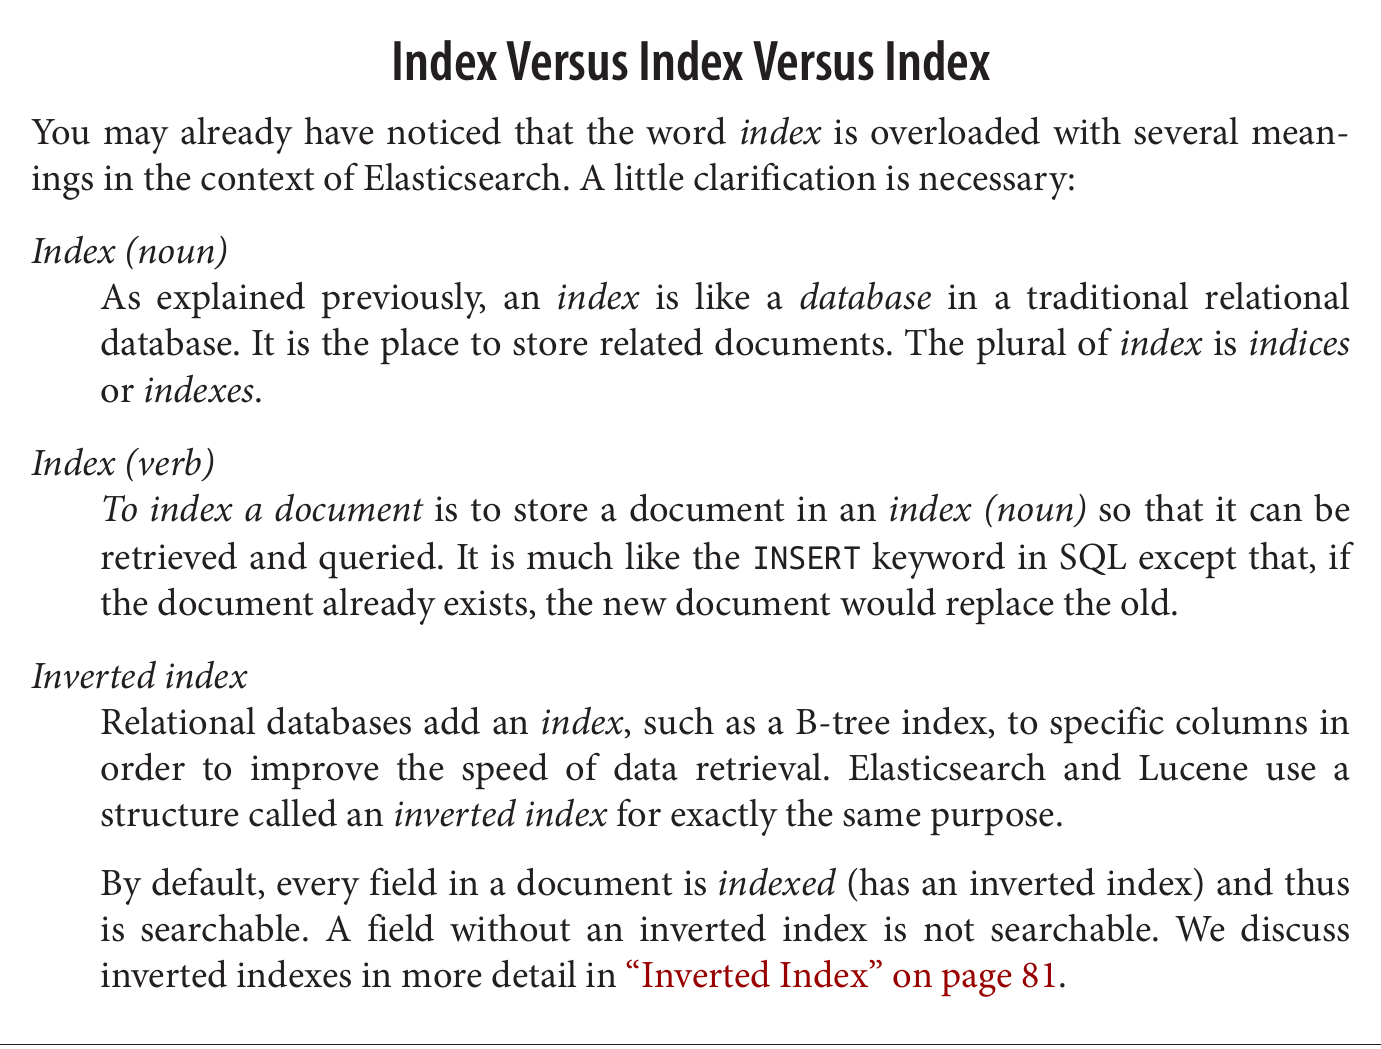 Index Versus Index Versus Index
You may already have noticed that the word index is overloaded with several mean-
ings in the context of Elasticsearch. A little clarification is necessary:
Index (noun)
As explained previously, an index is like a database in a traditional relational
database. It is the place to store related documents. The plural of index is indices
or indexes.
Index (verb)
To index a document is to store a document in an index (noun) so that it can be
retrieved and queried. It is much like the INSERT keyword in SQL except that, if
the document already exists, the new document would replace the old.
Inverted index
Relational databases add an index, such as a B-tree index, to specific columns in
order to improve the speed of data retrieval. Elasticsearch and Lucene use a
structure called an inverted index for exactly the same purpose.
By default, every field in a document is indexed (has an inverted index) and thus
is searchable. A field without an inverted index is not searchable. We discuss
inverted indexes in more detail in “Inverted Index” on page 81.